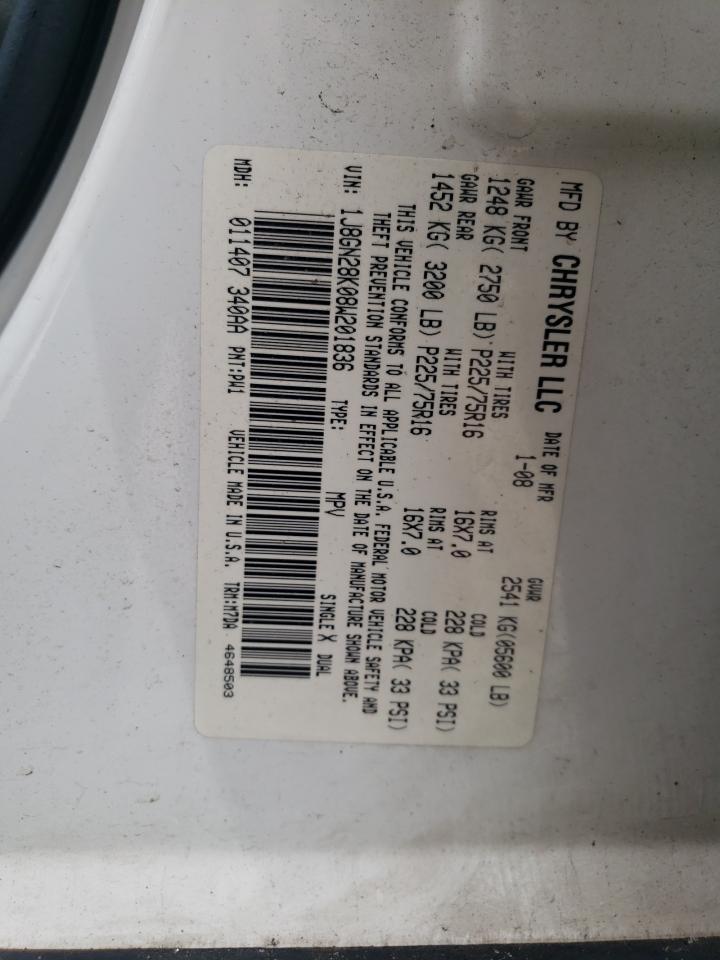 MFD BY CHRYSLER LLC DATE OF MFR 1-08 GVWR 2541 KG(05600 LB)
GAWR FRONT WITH TIRES RIMS AT COLD
1248 KG( 2750 LB) P225/75R16 16X7.0 228 KPA( 33 PSI)
GAWR REAR WITH TIRES RIMS AT COLD
1452 KG( 3200 LB) P225/75R16 16X7.0 228 KPA( 33 PSI)
THIS VEHICLE CONFORMS TO ALL APPLICABLE U.S.A. FEDERAL MOTOR VEHICLE SAFETY AND
THEFT PREVENTION STANDARDS IN EFFECT ON THE DATE OF MANUFACTURE SHOWN ABOVE.
VIN: 1J8GN28K08W201836 TYPE: MPV SINGLE X DUAL
MDH: 011407 340AA PNT:PW1 VEHICLE MADE IN U.S.A. TRM:M7DA 4648503